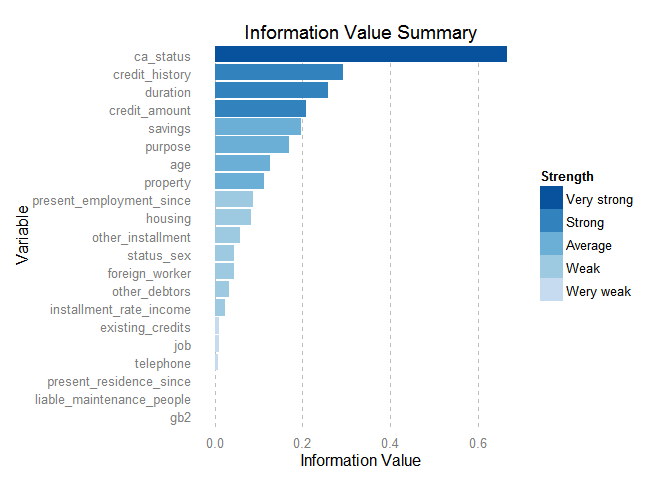 Information Value Summary
Variable
ca_status
credit_history
duration
credit_amount
savings
purpose
age
property
present_employment_since
housing
other_installment
status_sex
foreign_worker
other_debtors
installment_rate_income
existing_credits
job
telephone
present_residence_since
liable_maintenance_people
gb2
0.0 0.2 0.4 0.6
Information Value
Strength
Very strong
Strong
Average
Weak
Wery weak